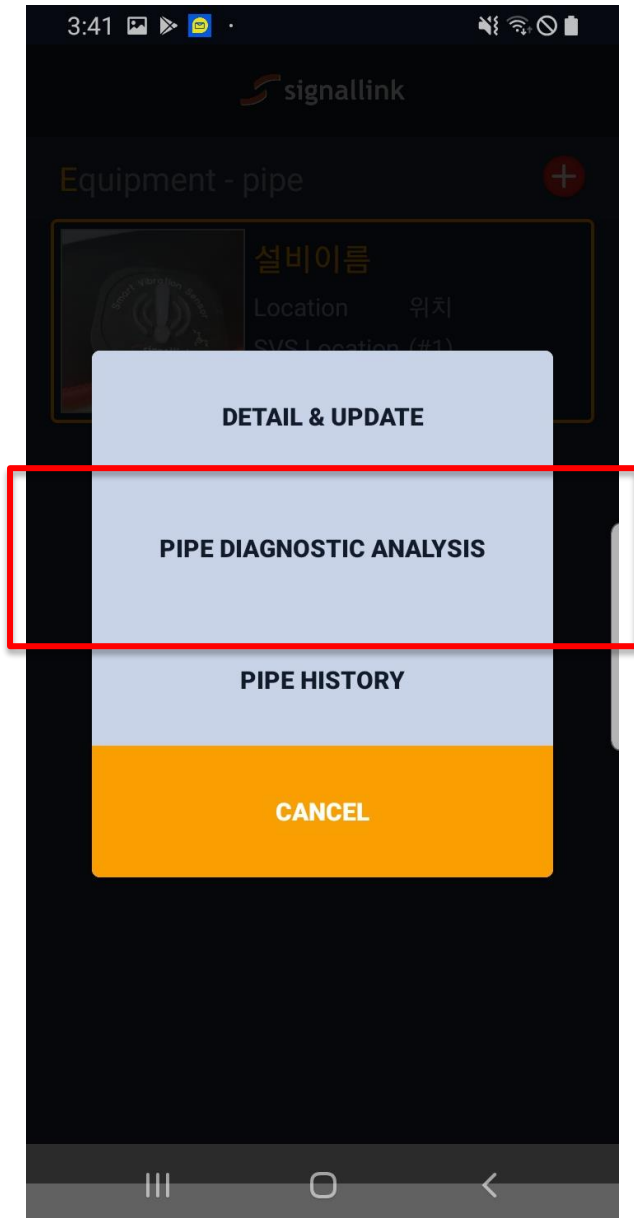 3:41
signallink
Equipment - pipe
설비이름
Location 위치
SVS Location (#1)
DETAIL & UPDATE
PIPE DIAGNOSTIC ANALYSIS
PIPE HISTORY
CANCEL